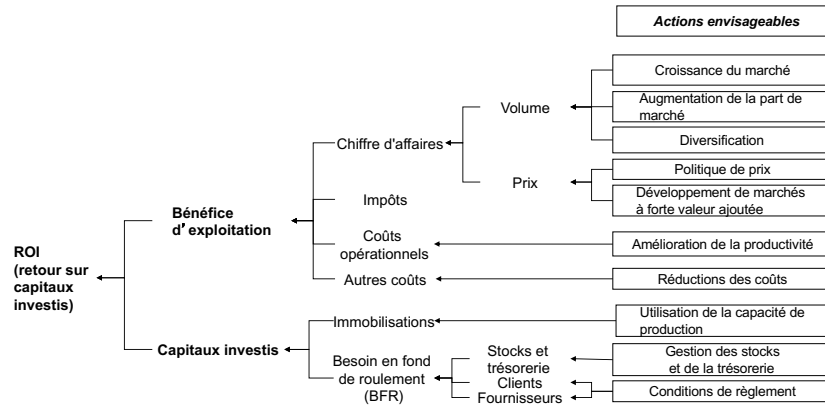 Actions envisageables
Croissance du marché
Augmentation de la part de
marché
Diversification
Volume
Chiffre d'affaires
Prix
Politique de prix
Développement de marchés
à forte valeur ajoutée
Bénéfice
d’exploitation
Impôts
Coûts
opérationnels
Amélioration de la productivité
Autres coûts
Réductions des coûts
ROI
(retour sur
capitaux
investis)
Capitaux investis
Immobilisations
Utilisation de la capacité de
production
Besoin en fond
de roulement
(BFR)
Stocks et
trésorerie
Clients
Fournisseurs
Gestion des stocks
et de la trésorerie
Conditions de règlement